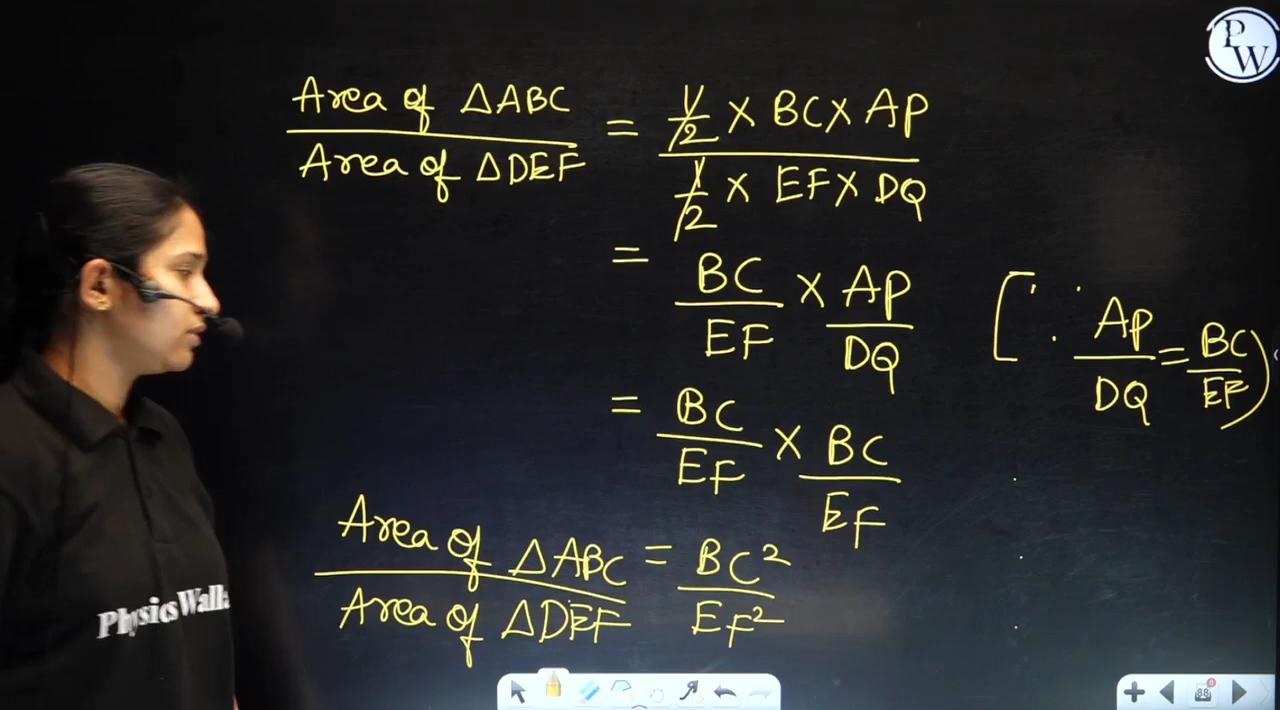 PW
Area of ΔABC / Area of ΔDEF = 1/2 × BC × AP / 1/2 × EF × DQ
= BC/EF × AP/DQ [∵ AP/DQ = BC/EF)
= BC/EF × BC/EF
Area of ΔABC / Area of ΔDEF = BC²/EF²
PhysicsWalla
88